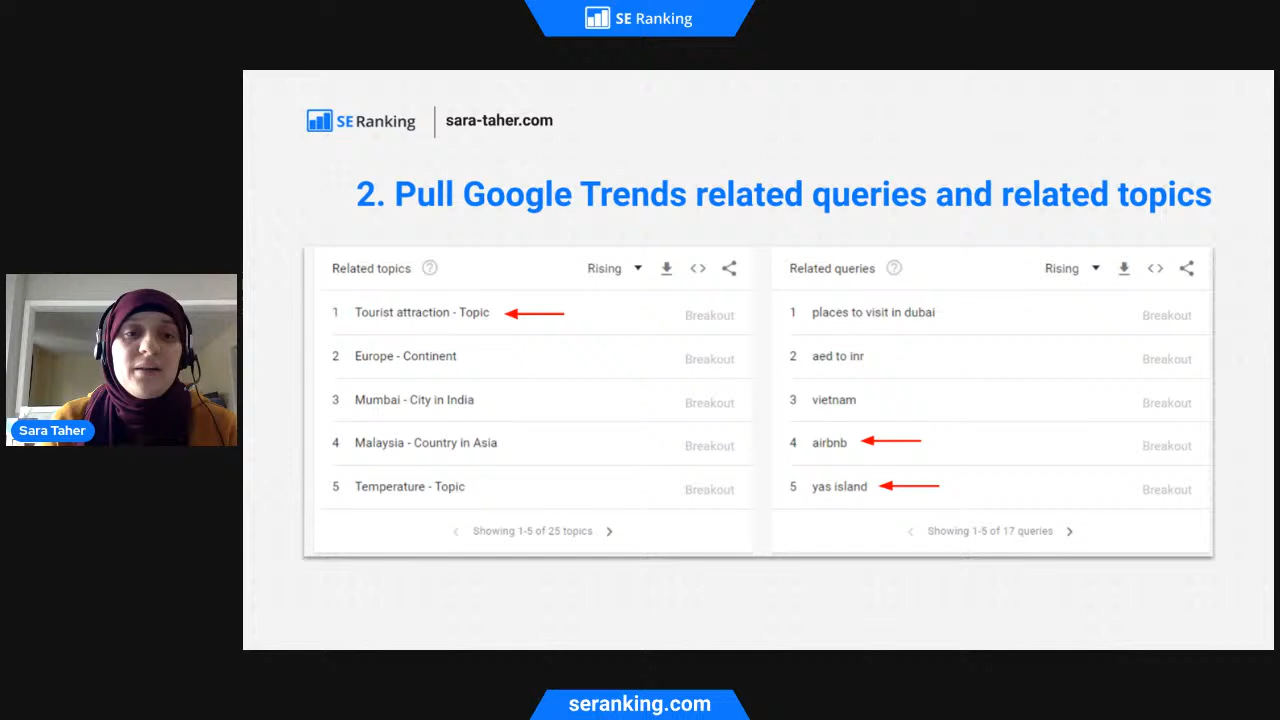 SE Ranking
SE Ranking
sara-taher.com
2. Pull Google Trends related queries and related topics
Related topics ?
Rising
1 Tourist attraction - Topic Breakout
2 Europe - Continent Breakout
3 Mumbai - City in India Breakout
4 Malaysia - Country in Asia Breakout
5 Temperature - Topic Breakout
Showing 1-5 of 25 topics
Related queries ?
Rising
1 places to visit in dubai Breakout
2 aed to inr Breakout
3 vietnam Breakout
4 airbnb Breakout
5 yas island Breakout
Showing 1-5 of 17 queries
Sara Taher
seranking.com